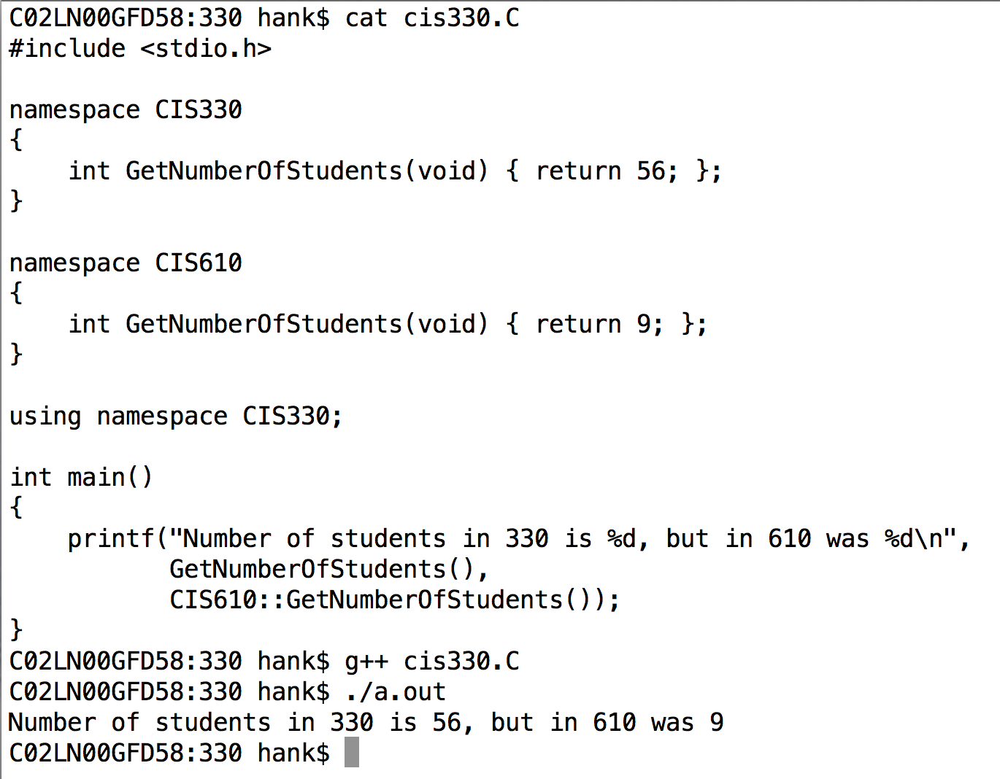 C02LN00GFD58:330 hank$ cat cis330.C
#include <stdio.h>
namespace CIS330
{
    int GetNumberOfStudents(void) { return 56; };
}
namespace CIS610
{
    int GetNumberOfStudents(void) { return 9; };
}
using namespace CIS330;
int main()
{
    printf("Number of students in 330 is %d, but in 610 was %d\n",
           GetNumberOfStudents(),
           CIS610::GetNumberOfStudents());
}
C02LN00GFD58:330 hank$ g++ cis330.C
C02LN00GFD58:330 hank$ ./a.out
Number of students in 330 is 56, but in 610 was 9
C02LN00GFD58:330 hank$